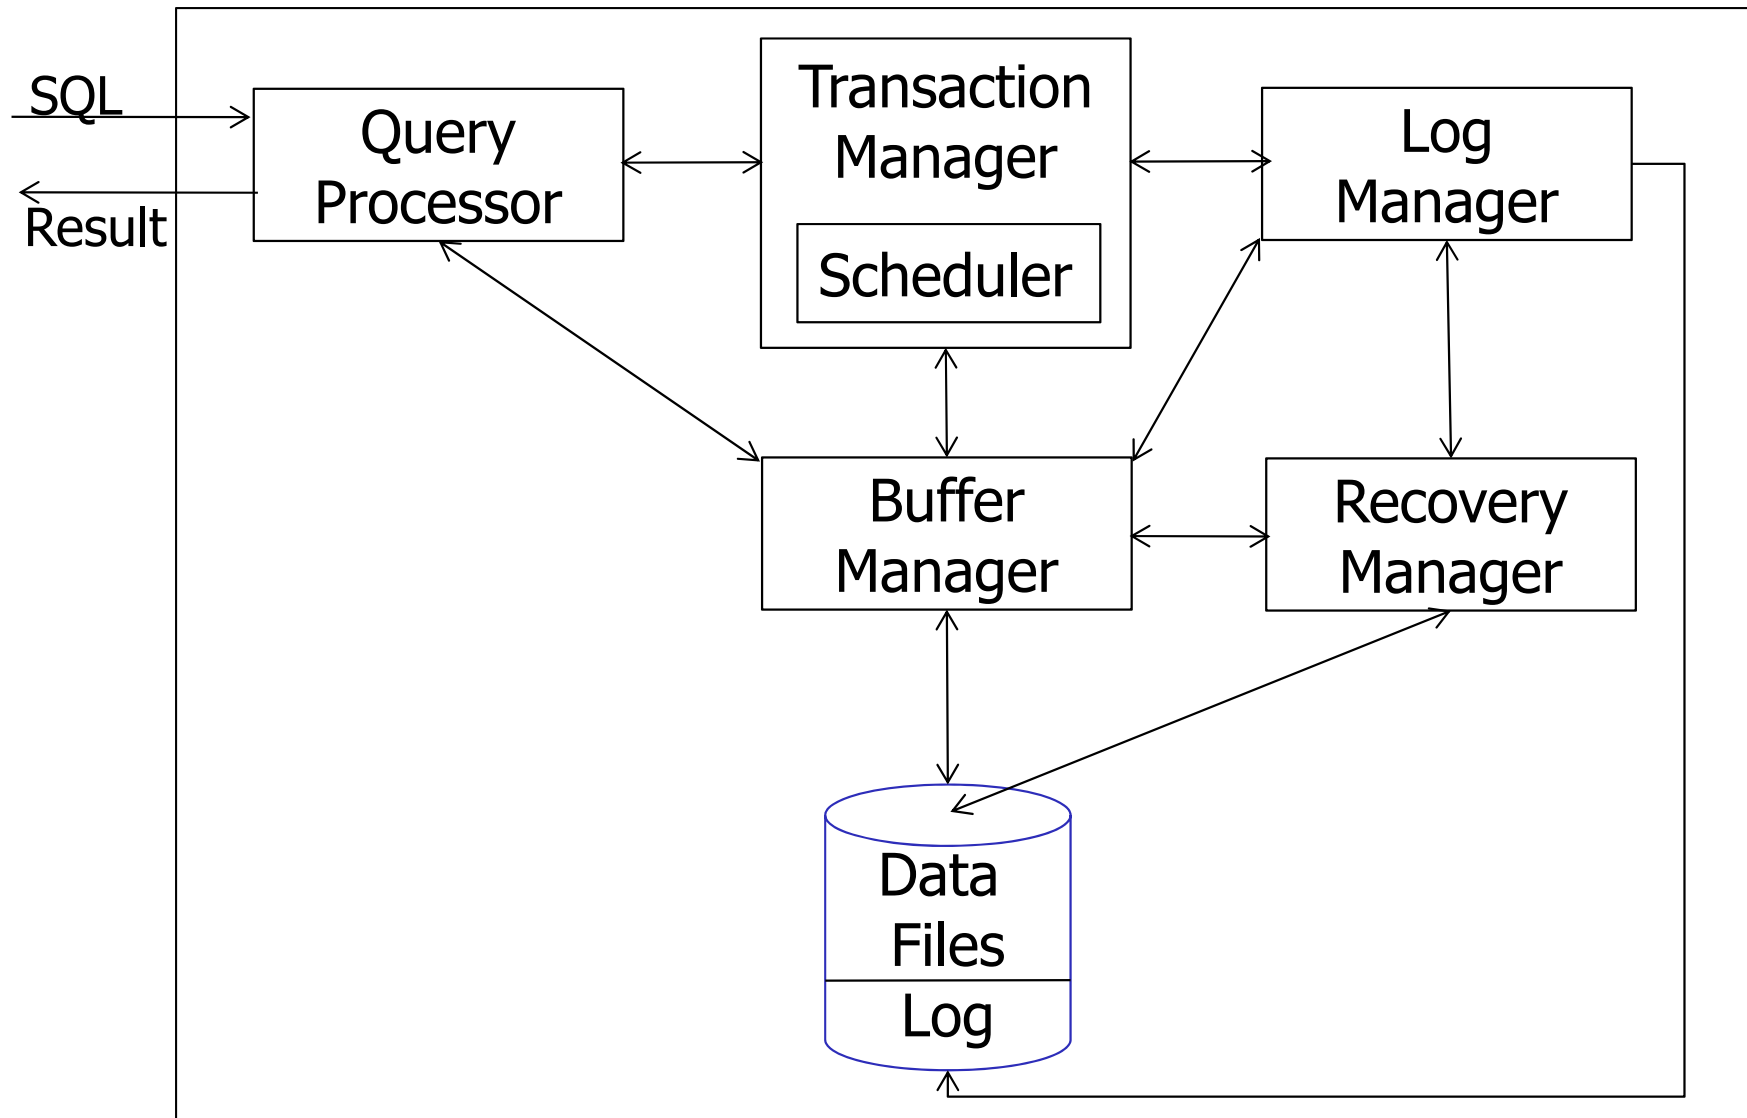 SQL
Result
Query
Processor
Transaction
Manager
Scheduler
Log
Manager
Buffer
Manager
Recovery
Manager
Data
Files
Log